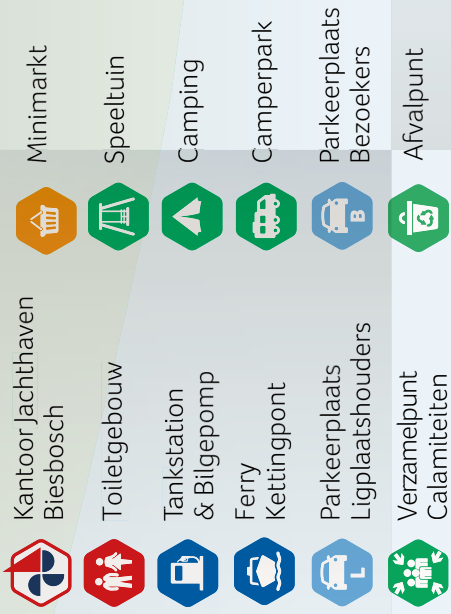 Kantoor Jachthaven
Biesbosch
Toiletgebouw
Tankstation
& Bilgepomp
Ferry
Kettingpont
L
Parkeerplaats
Ligplaatshouders
Verzamelpunt
Calamiteiten
Minimarkt
Speeltuin
Camping
Camperpark
B
Parkeerplaats
Bezoekers
Afvalpunt